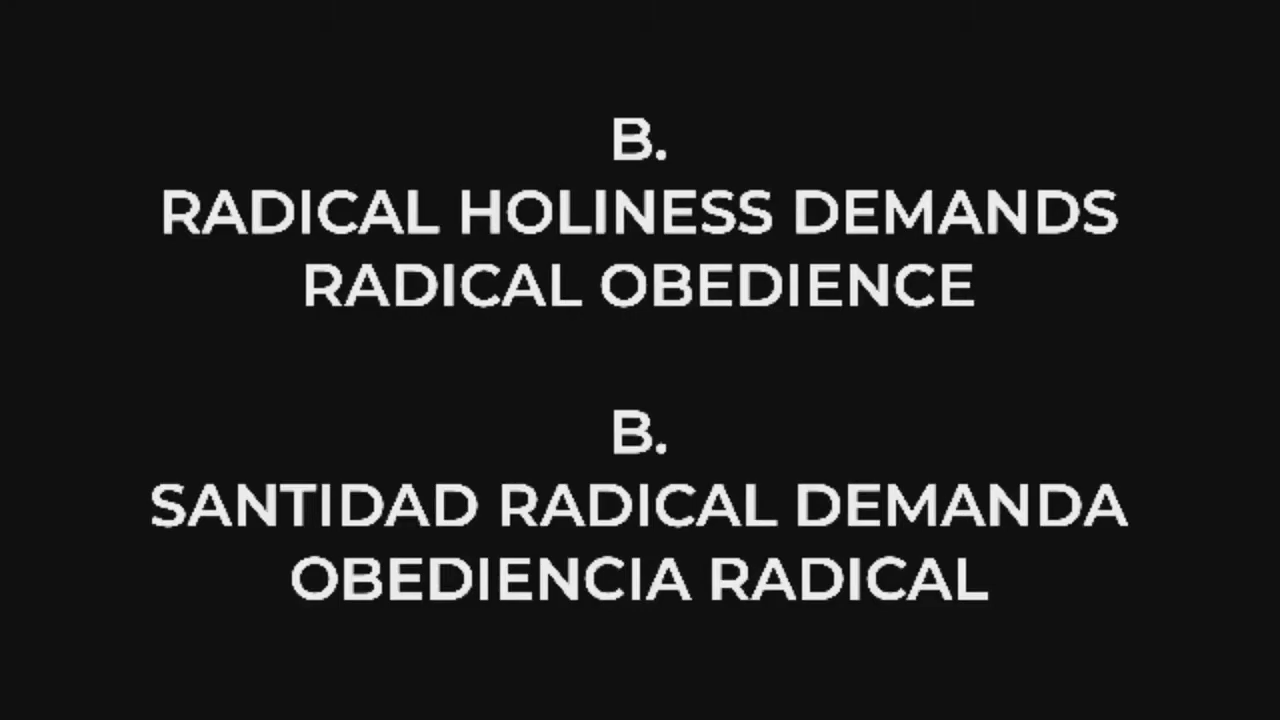 B.
RADICAL HOLINESS DEMANDS
RADICAL OBEDIENCE
B.
SANTIDAD RADICAL DEMANDA
OBEDIENCIA RADICAL